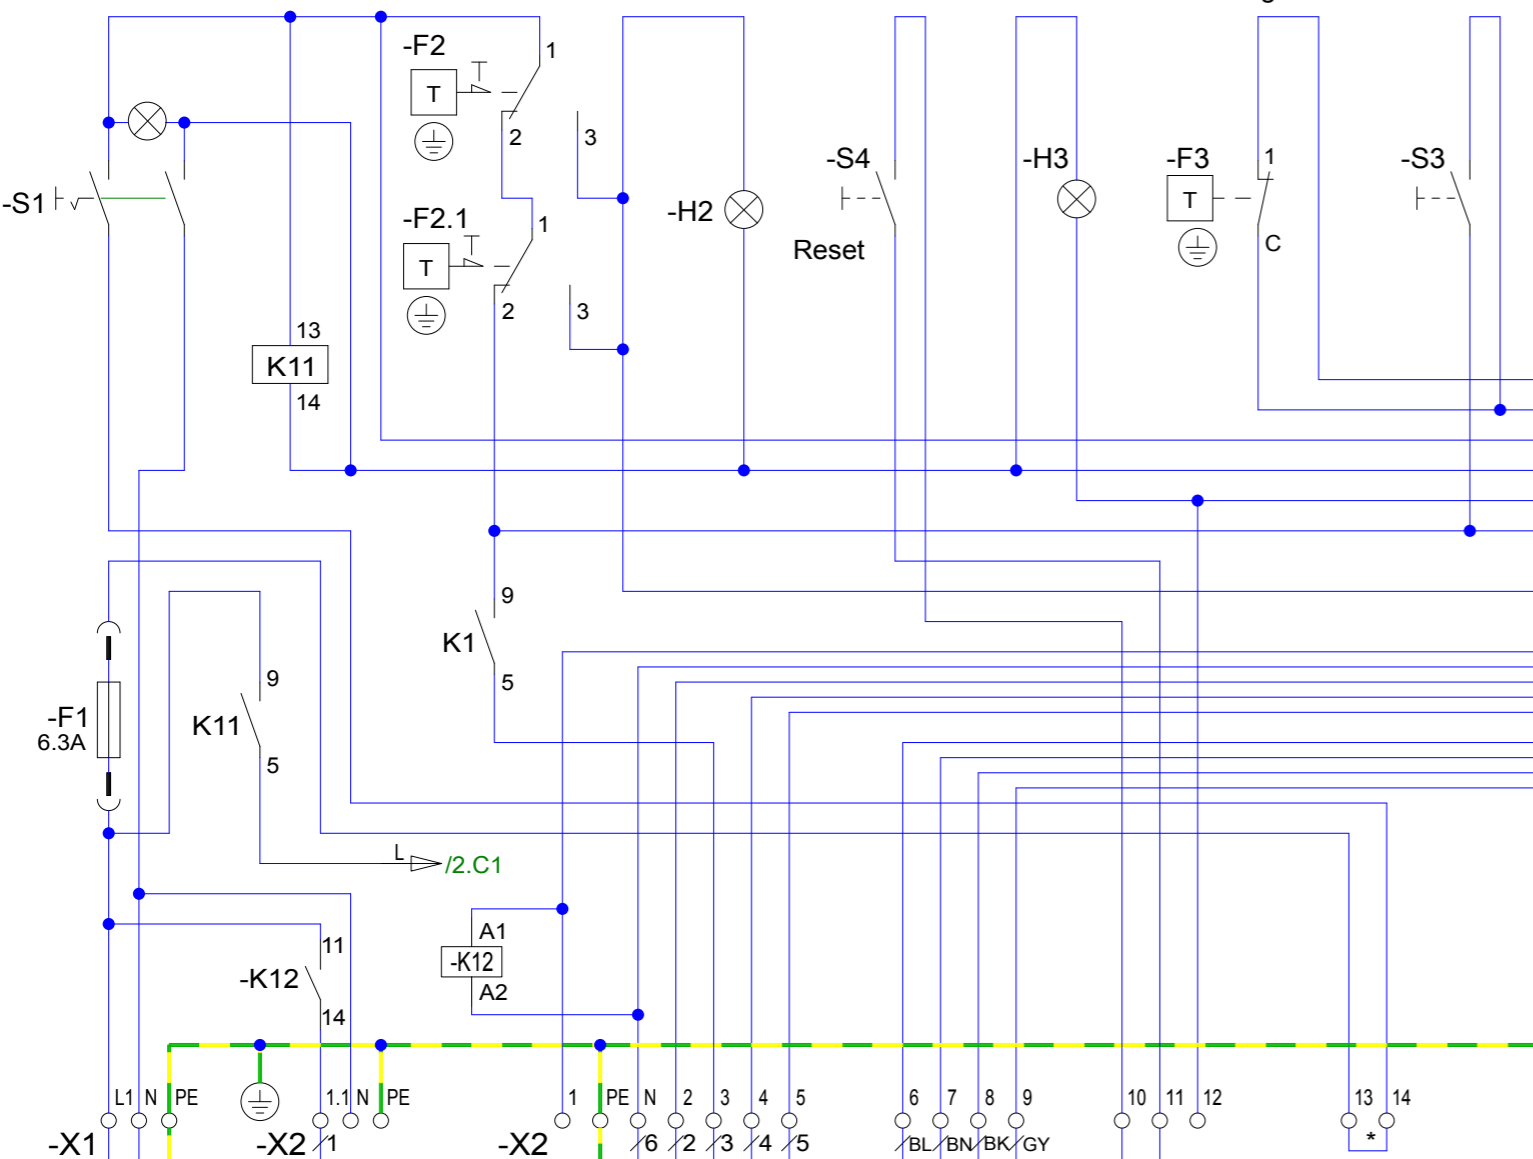 -F2
1
T
2
3
-S1
-F2.1
1
T
2
3
-H2
-S4
Reset
-H3
-F3
1
T
C
-S3
13
K11
14
9
K1
5
-F1
6.3A
9
K11
5
L
/2.C1
11
-K12
14
A1
-K12
A2
L1 N PE
1.1 N PE
1 PE N 2 3 4 5
6 7 8 9
10 11 12
13 14
-X1
-X2 /1
-X2
/6 /2 /3 /4 /5
/BL /BN /BK /GY
*